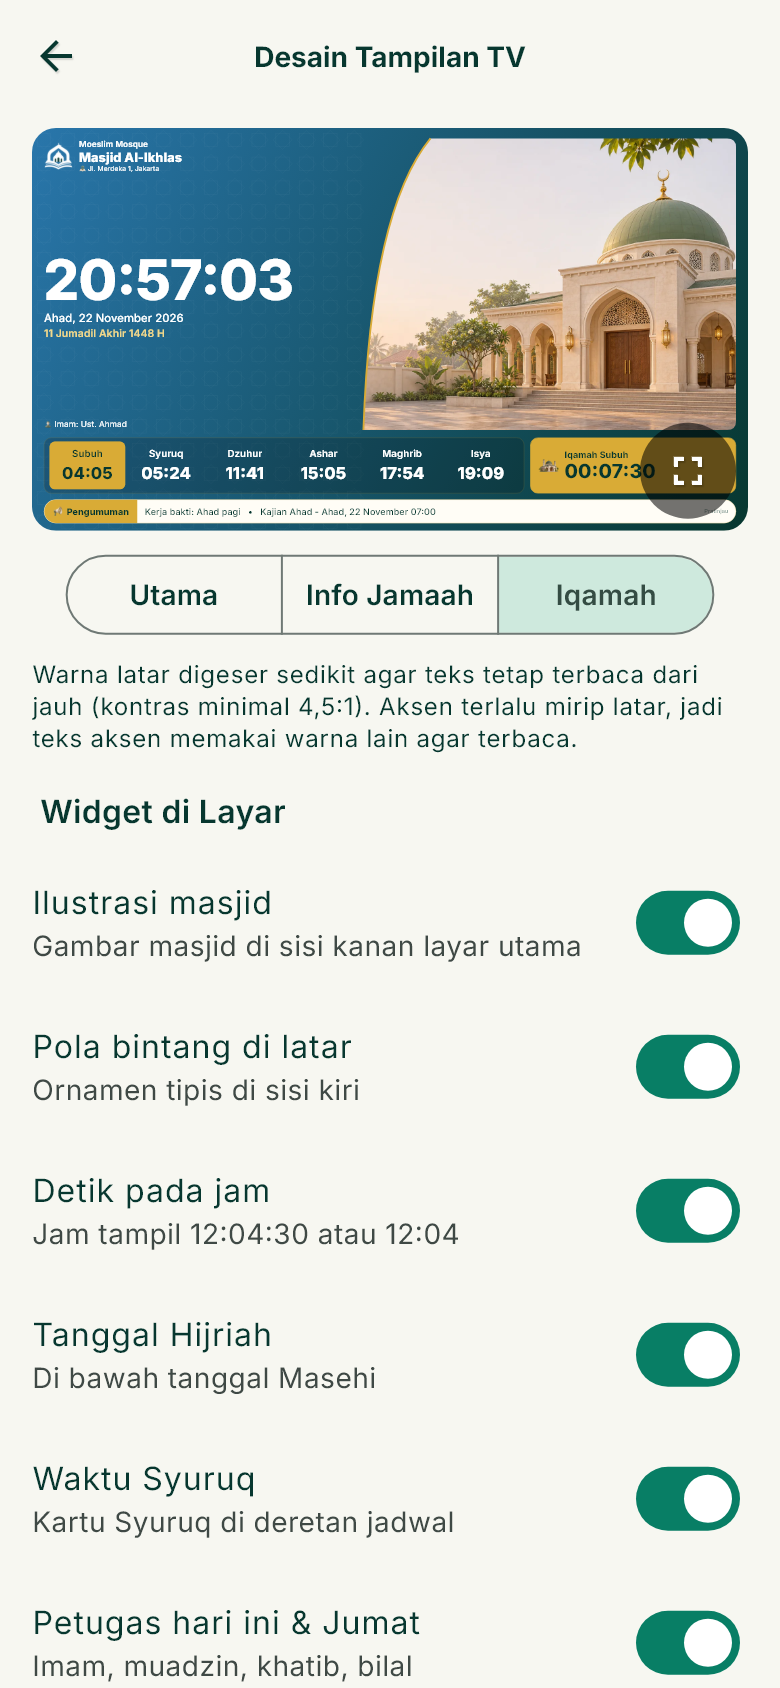 Desain Tampilan TV
Moeslim Mosque
Masjid Al-Ikhlas
Jl. Merdeka 1, Jakarta
20:57:03
Ahad, 22 November 2026
11 Jumadil Akhir 1448 H
Imam: Ust. Ahmad
Subuh Syuruq Dzuhur Ashar Maghrib Isya Iqamah Subuh
04:05 05:24 11:41 15:05 17:54 19:09 00:07:30
Pengumuman Kerja bakti: Ahad pagi • Kajian Ahad - Ahad, 22 November 07:00
Utama Info Jamaah Iqamah
Warna latar digeser sedikit agar teks tetap terbaca dari
jauh (kontras minimal 4,5:1). Aksen terlalu mirip latar, jadi
teks aksen memakai warna lain agar terbaca.
Widget di Layar
Ilustrasi masjid
Gambar masjid di sisi kanan layar utama
Pola bintang di latar
Ornamen tipis di sisi kiri
Detik pada jam
Jam tampil 12:04:30 atau 12:04
Tanggal Hijriah
Di bawah tanggal Masehi
Waktu Syuruq
Kartu Syuruq di deretan jadwal
Petugas hari ini & Jumat
Imam, muadzin, khatib, bilal